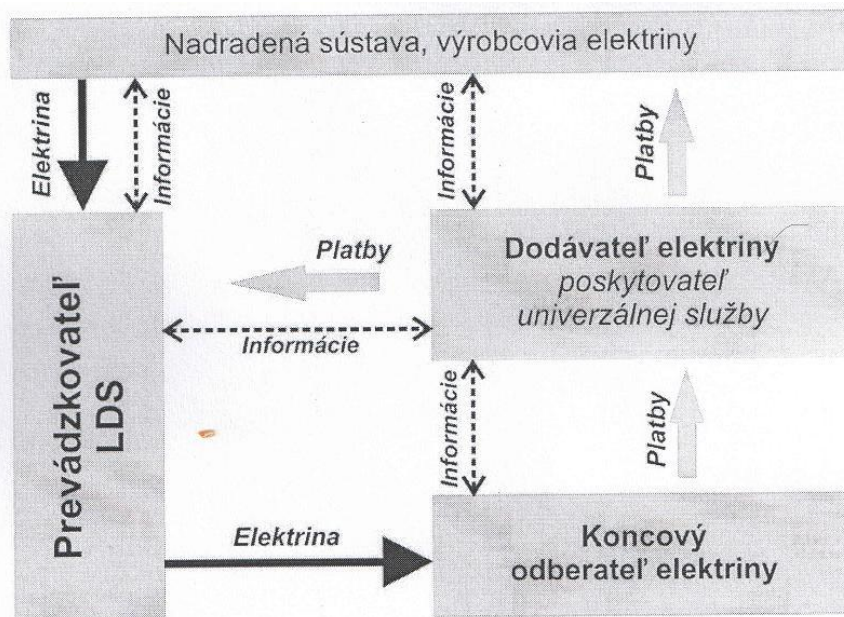 Nadradená sústava, výrobcovia elektriny
Elektrina
Informácie
Informácie
Platby
Platby
Informácie
Dodávateľ elektriny
poskytovateľ
univerzálnej služby
Prevádzkovateľ
LDS
Informácie
Platby
Elektrina
Koncový
odberateľ elektriny